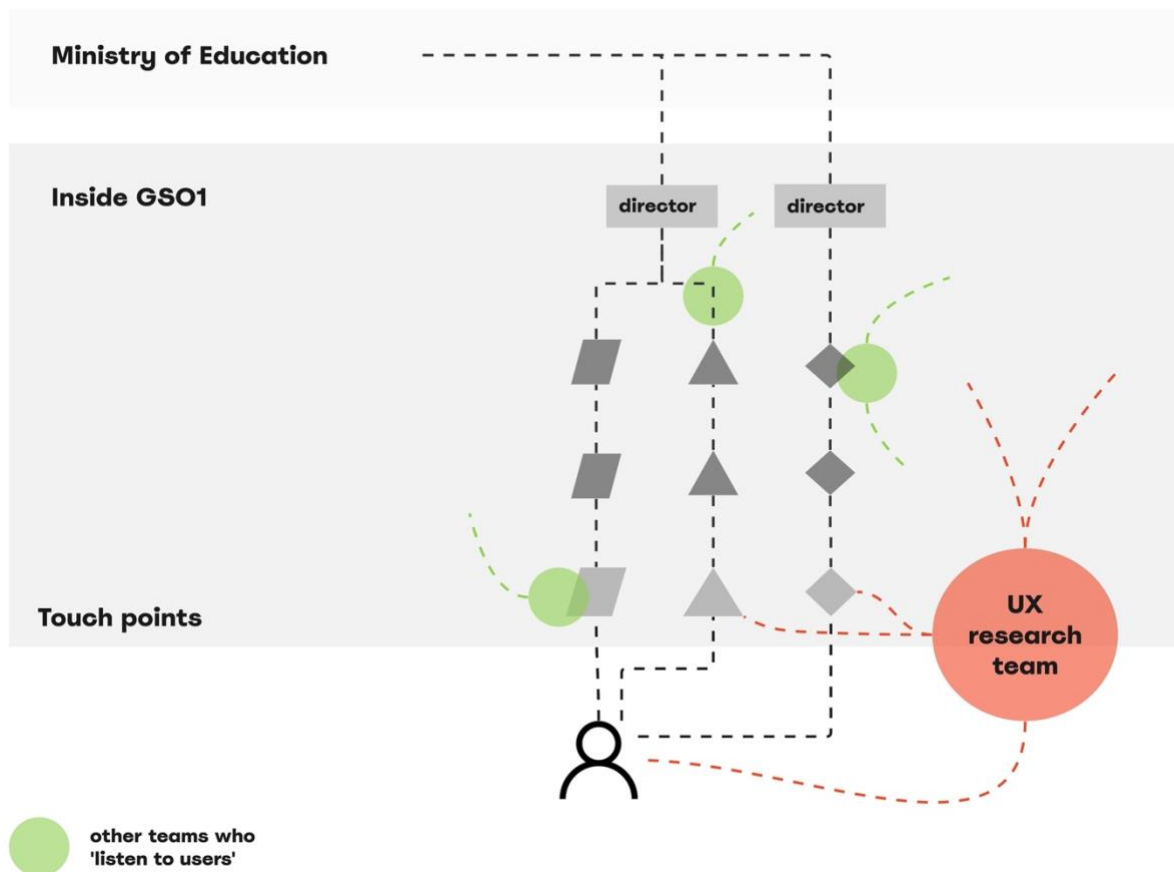 Ministry of Education
Inside GSO1
director
director
Touch points
UX
research
team
other teams who
'listen to users'